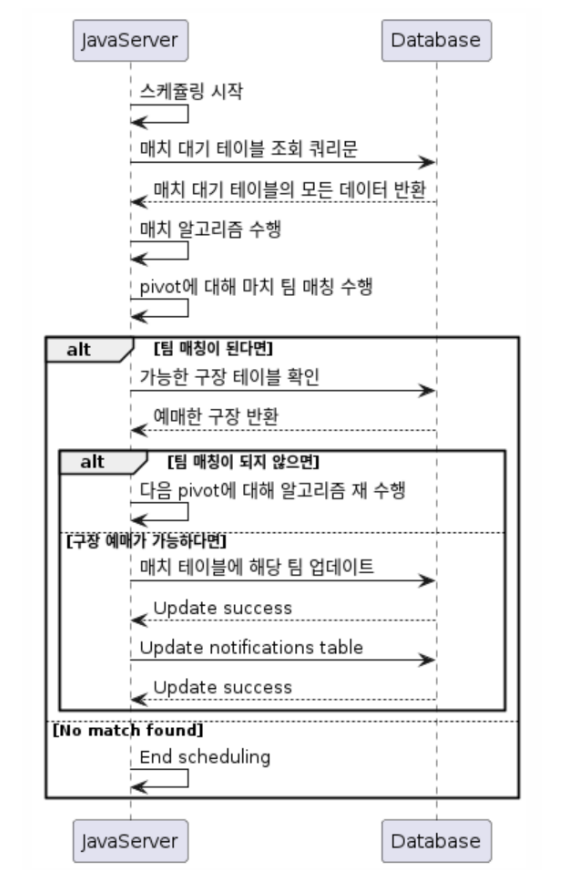 JavaServer
Database
스케쥴링 시작
매치 대기 테이블 조회 쿼리문
매치 대기 테이블의 모든 데이터 반환
매치 알고리즘 수행
pivot에 대해 마치 팀 매칭 수행
alt
[팀 매칭이 된다면]
가능한 구장 테이블 확인
예매한 구장 반환
alt
[팀 매칭이 되지 않으면]
다음 pivot에 대해 알고리즘 재 수행
[구장 예매가 가능하다면]
매치 테이블에 해당 팀 업데이트
Update success
Update notifications table
Update success
[No match found]
End scheduling
JavaServer
Database